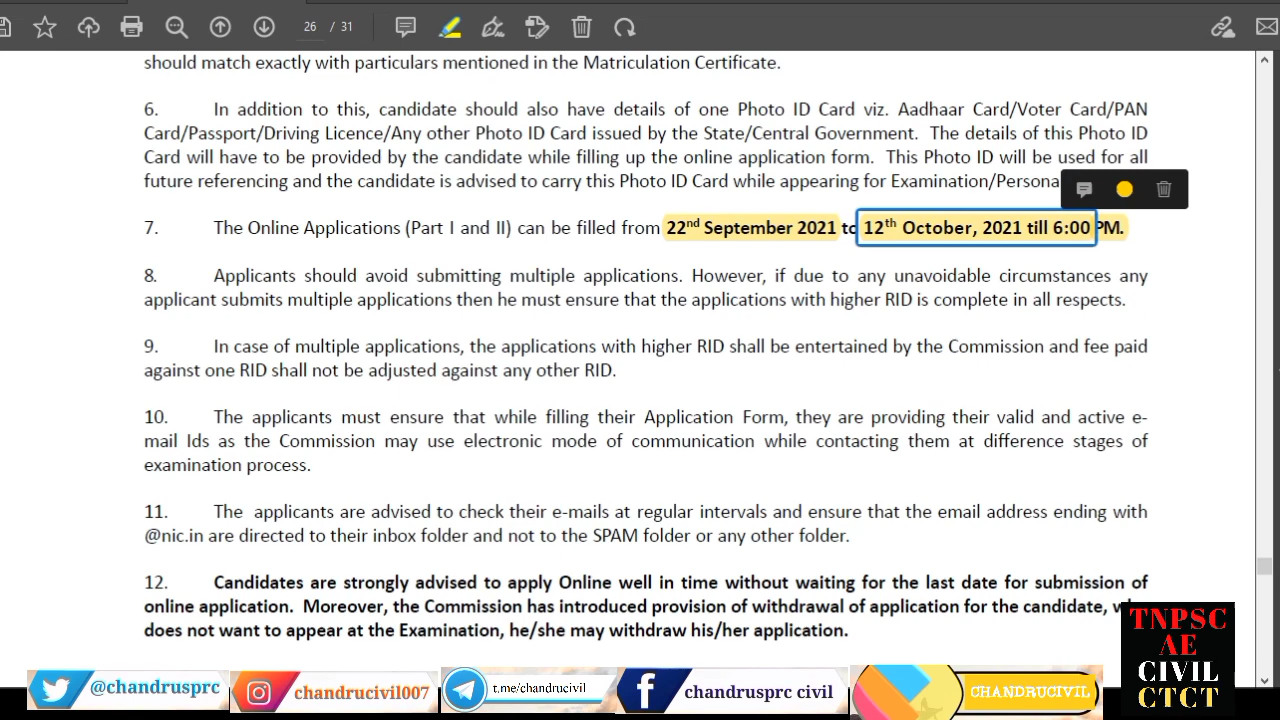 26 / 31
should match exactly with particulars mentioned in the Matriculation Certificate.
6. In addition to this, candidate should also have details of one Photo ID Card viz. Aadhaar Card/Voter Card/PAN
Card/Passport/Driving Licence/Any other Photo ID Card issued by the State/Central Government. The details of this Photo ID
Card will have to be provided by the candidate while filling up the online application form. This Photo ID will be used for all
future referencing and the candidate is advised to carry this Photo ID Card while appearing for Examination/Persona
7. The Online Applications (Part I and II) can be filled from 22nd September 2021 to 12th October, 2021 till 6:00 PM.
8. Applicants should avoid submitting multiple applications. However, if due to any unavoidable circumstances any
applicant submits multiple applications then he must ensure that the applications with higher RID is complete in all respects.
9. In case of multiple applications, the applications with higher RID shall be entertained by the Commission and fee paid
against one RID shall not be adjusted against any other RID.
10. The applicants must ensure that while filling their Application Form, they are providing their valid and active e-
mail Ids as the Commission may use electronic mode of communication while contacting them at difference stages of
examination process.
11. The applicants are advised to check their e-mails at regular intervals and ensure that the email address ending with
@nic.in are directed to their inbox folder and not to the SPAM folder or any other folder.
12. Candidates are strongly advised to apply Online well in time without waiting for the last date for submission of
online application. Moreover, the Commission has introduced provision of withdrawal of application for the candidate,
does not want to appear at the Examination, he/she may withdraw his/her application.
TNPSC
AE
CIVIL
CTCT
@chandrusprc
chandrucivil007
t.me/chandrucivil
chandrusprc civil
CHANDRUCIVIL